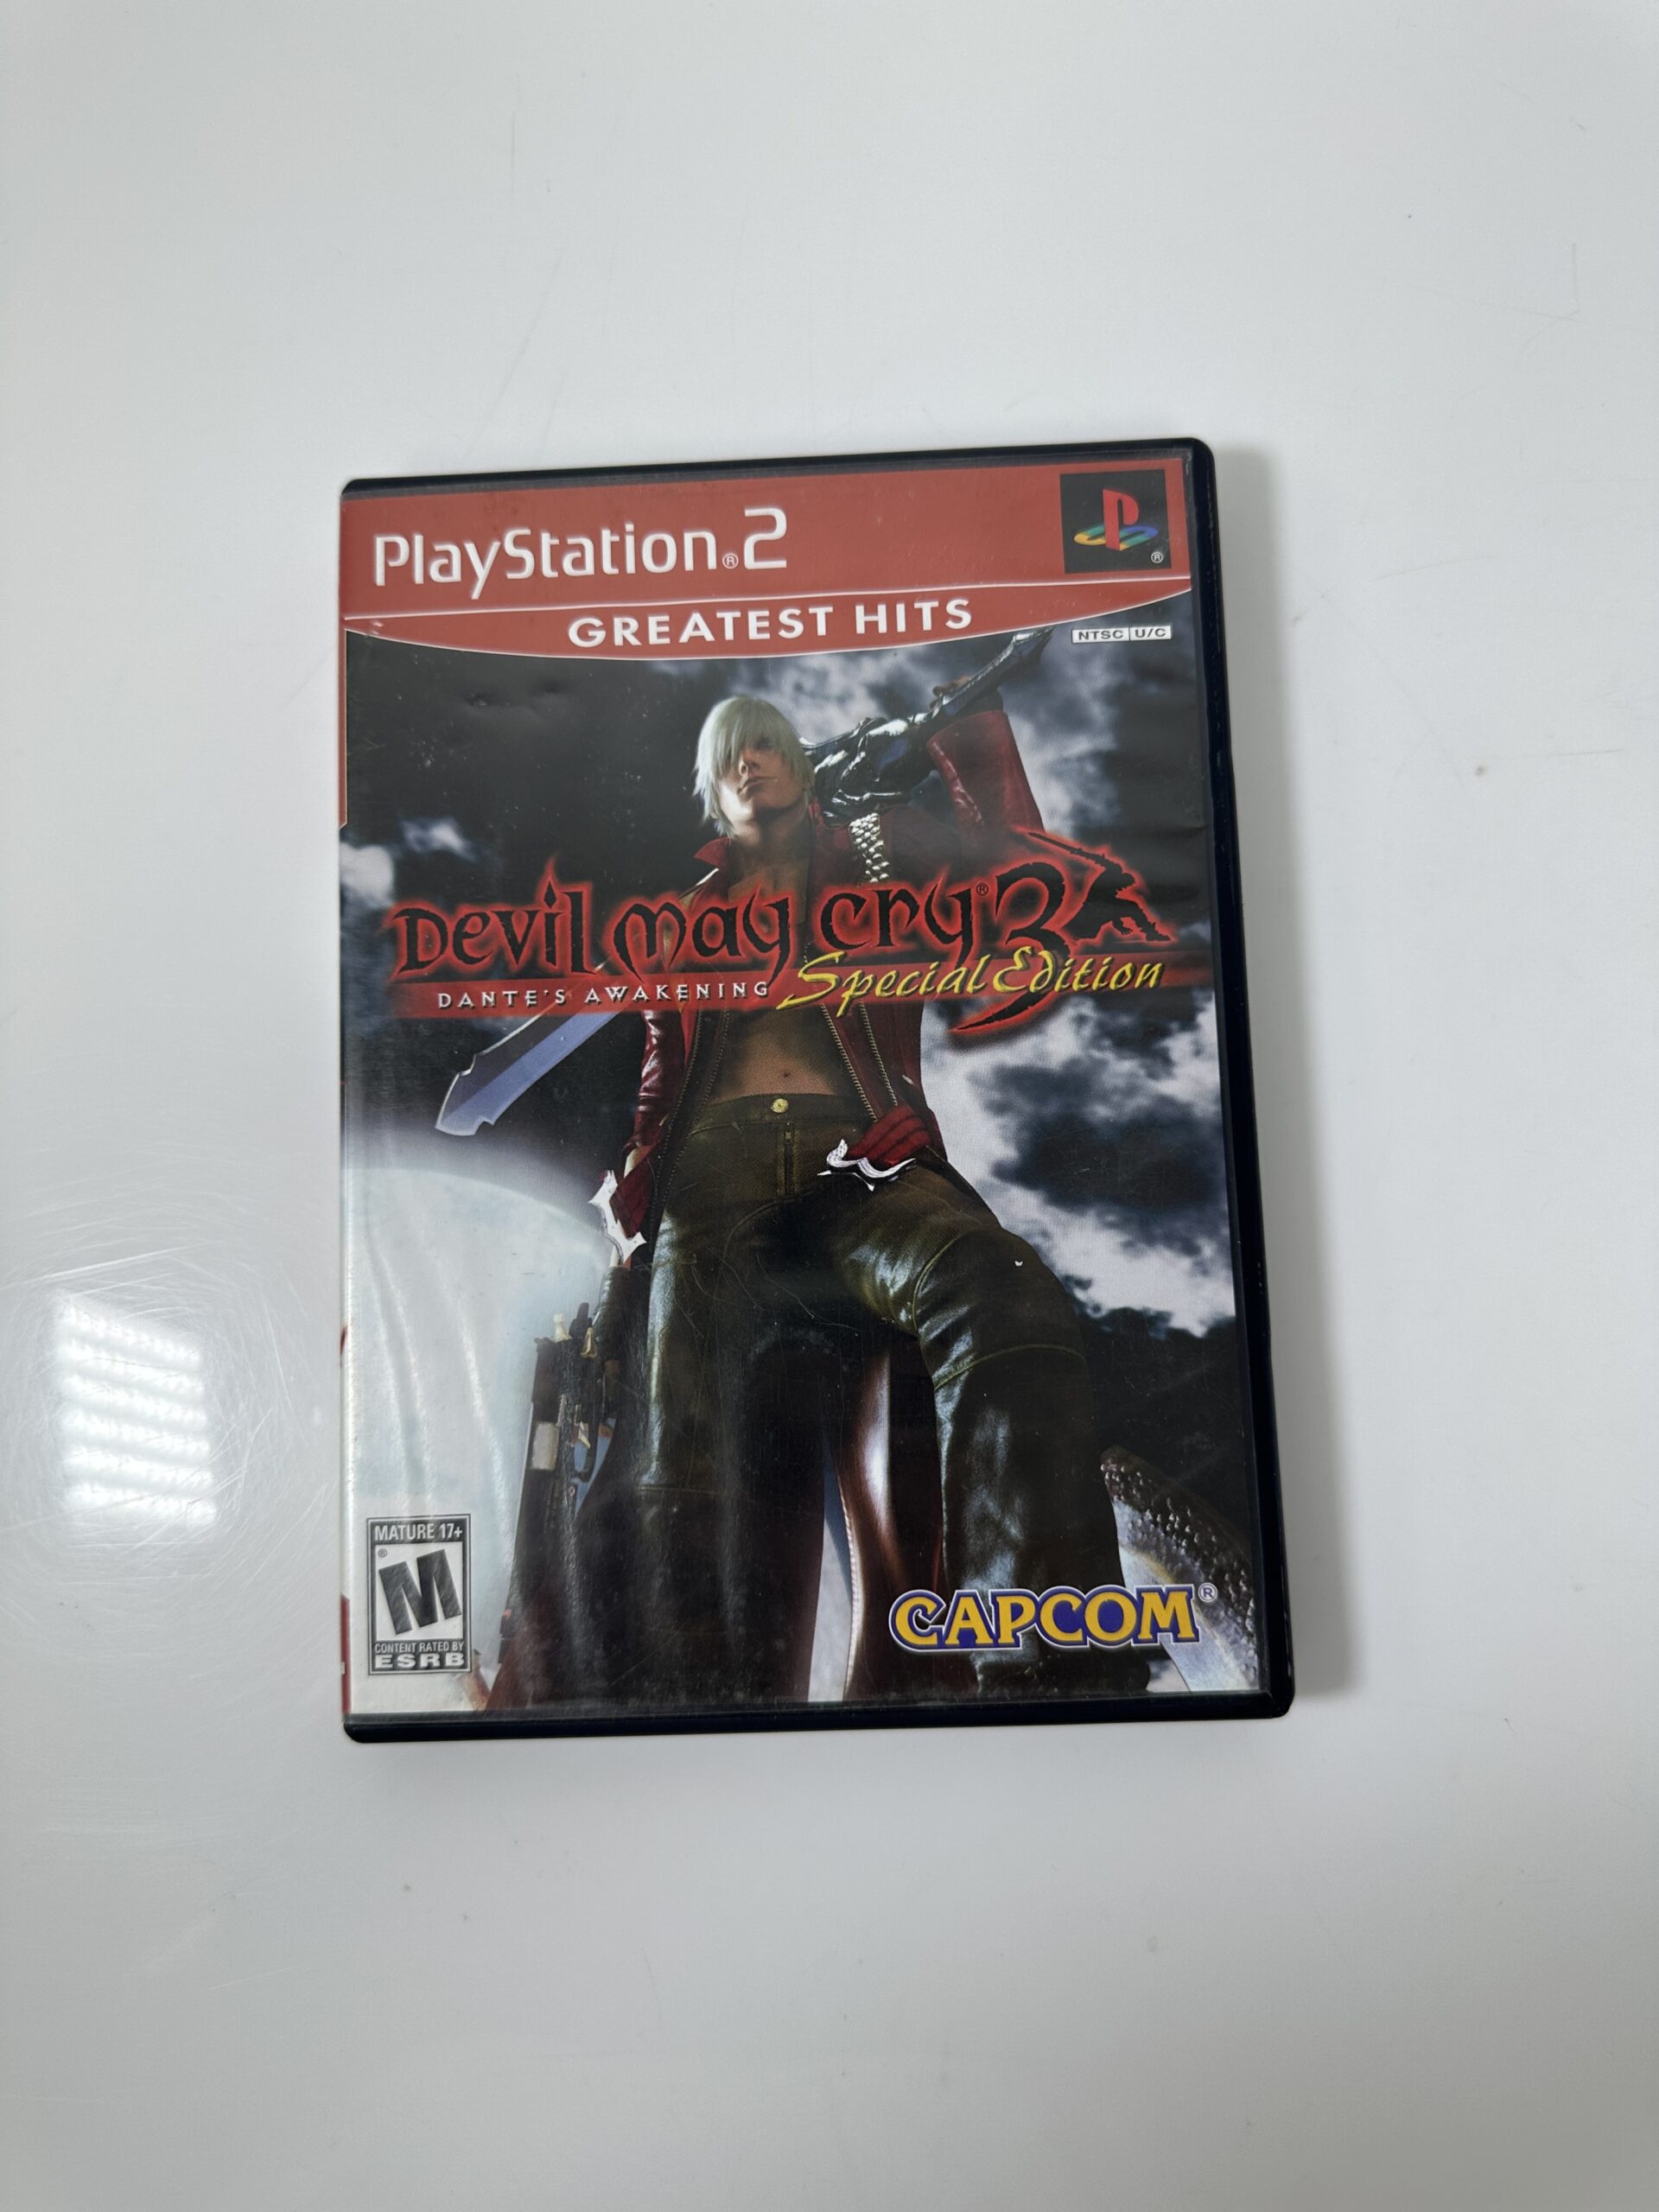 PlayStation®2
®
GREATEST HITS
NTSC U/C
Devil may cry®3
DANTE'S AWAKENING Special Edition
MATURE 17+
®
M
CONTENT RATED BY
ESRB
CAPCOM®